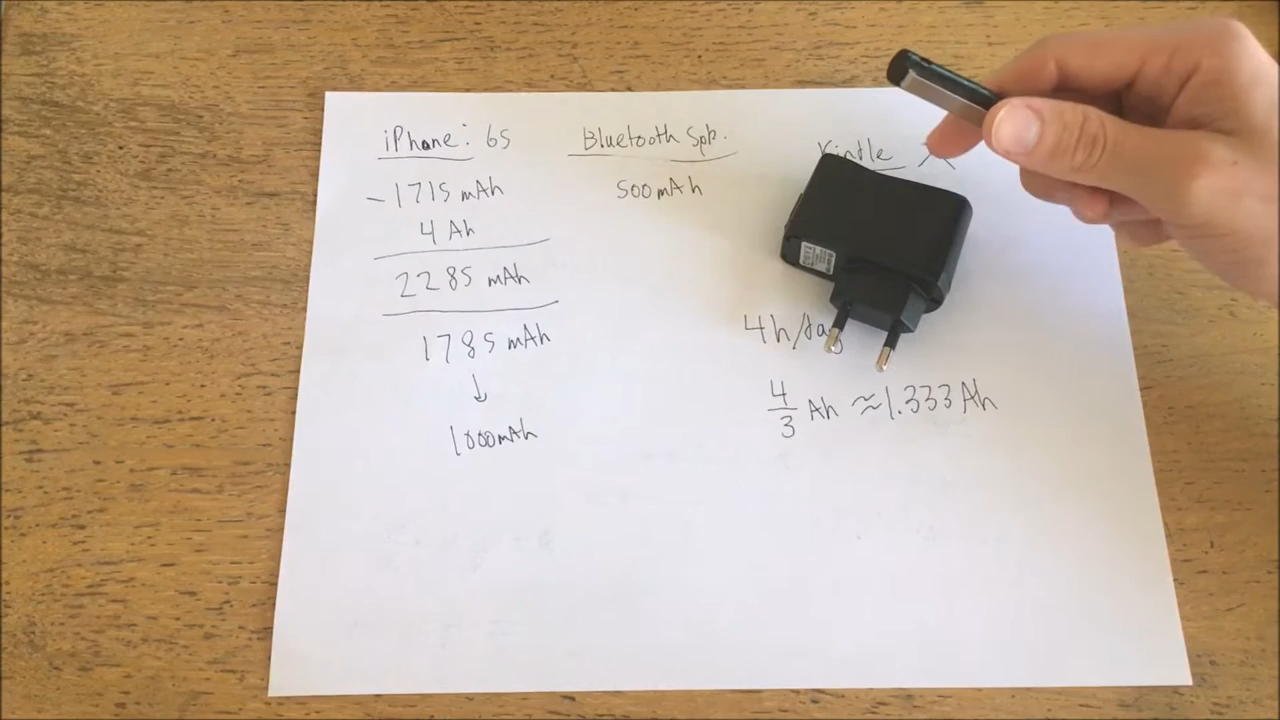 iPhone: 6S
- 1715 mAh
4 Ah
2285 mAh
1785 mAh
↓
1000mAh
Bluetooth Spk.
500mAh
Kindle
4h/day
4/3 Ah ≈ 1.333 Ah